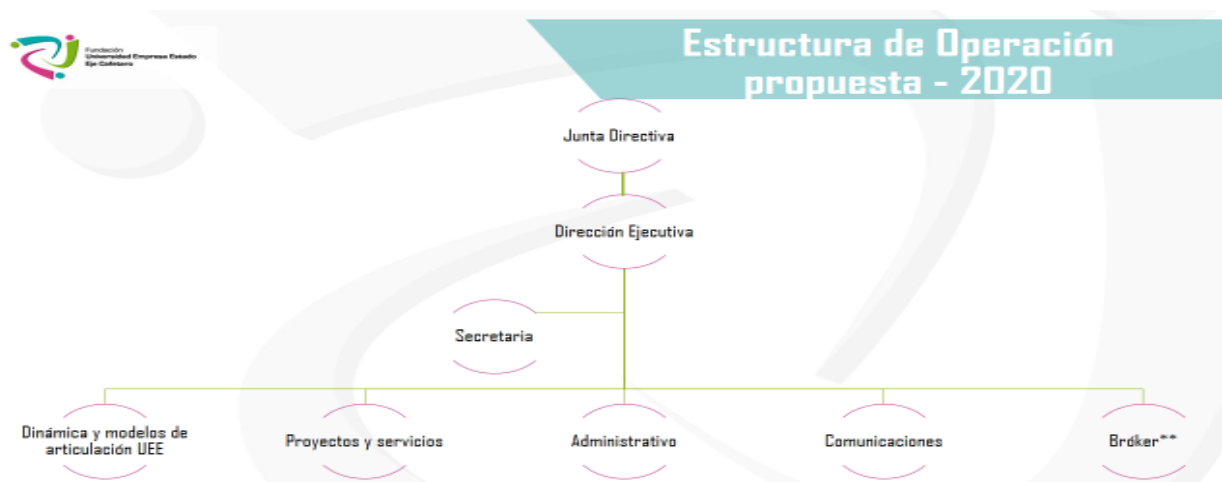 Fundación
Universidad Empresa Estado
Eje Cafetero
Estructura de Operación
propuesta - 2020
Junta Directiva
Dirección Ejecutiva
Secretaria
Dinámica y modelos de
articulación UEE
Proyectos y servicios
Administrativo
Comunicaciones
Bróker**